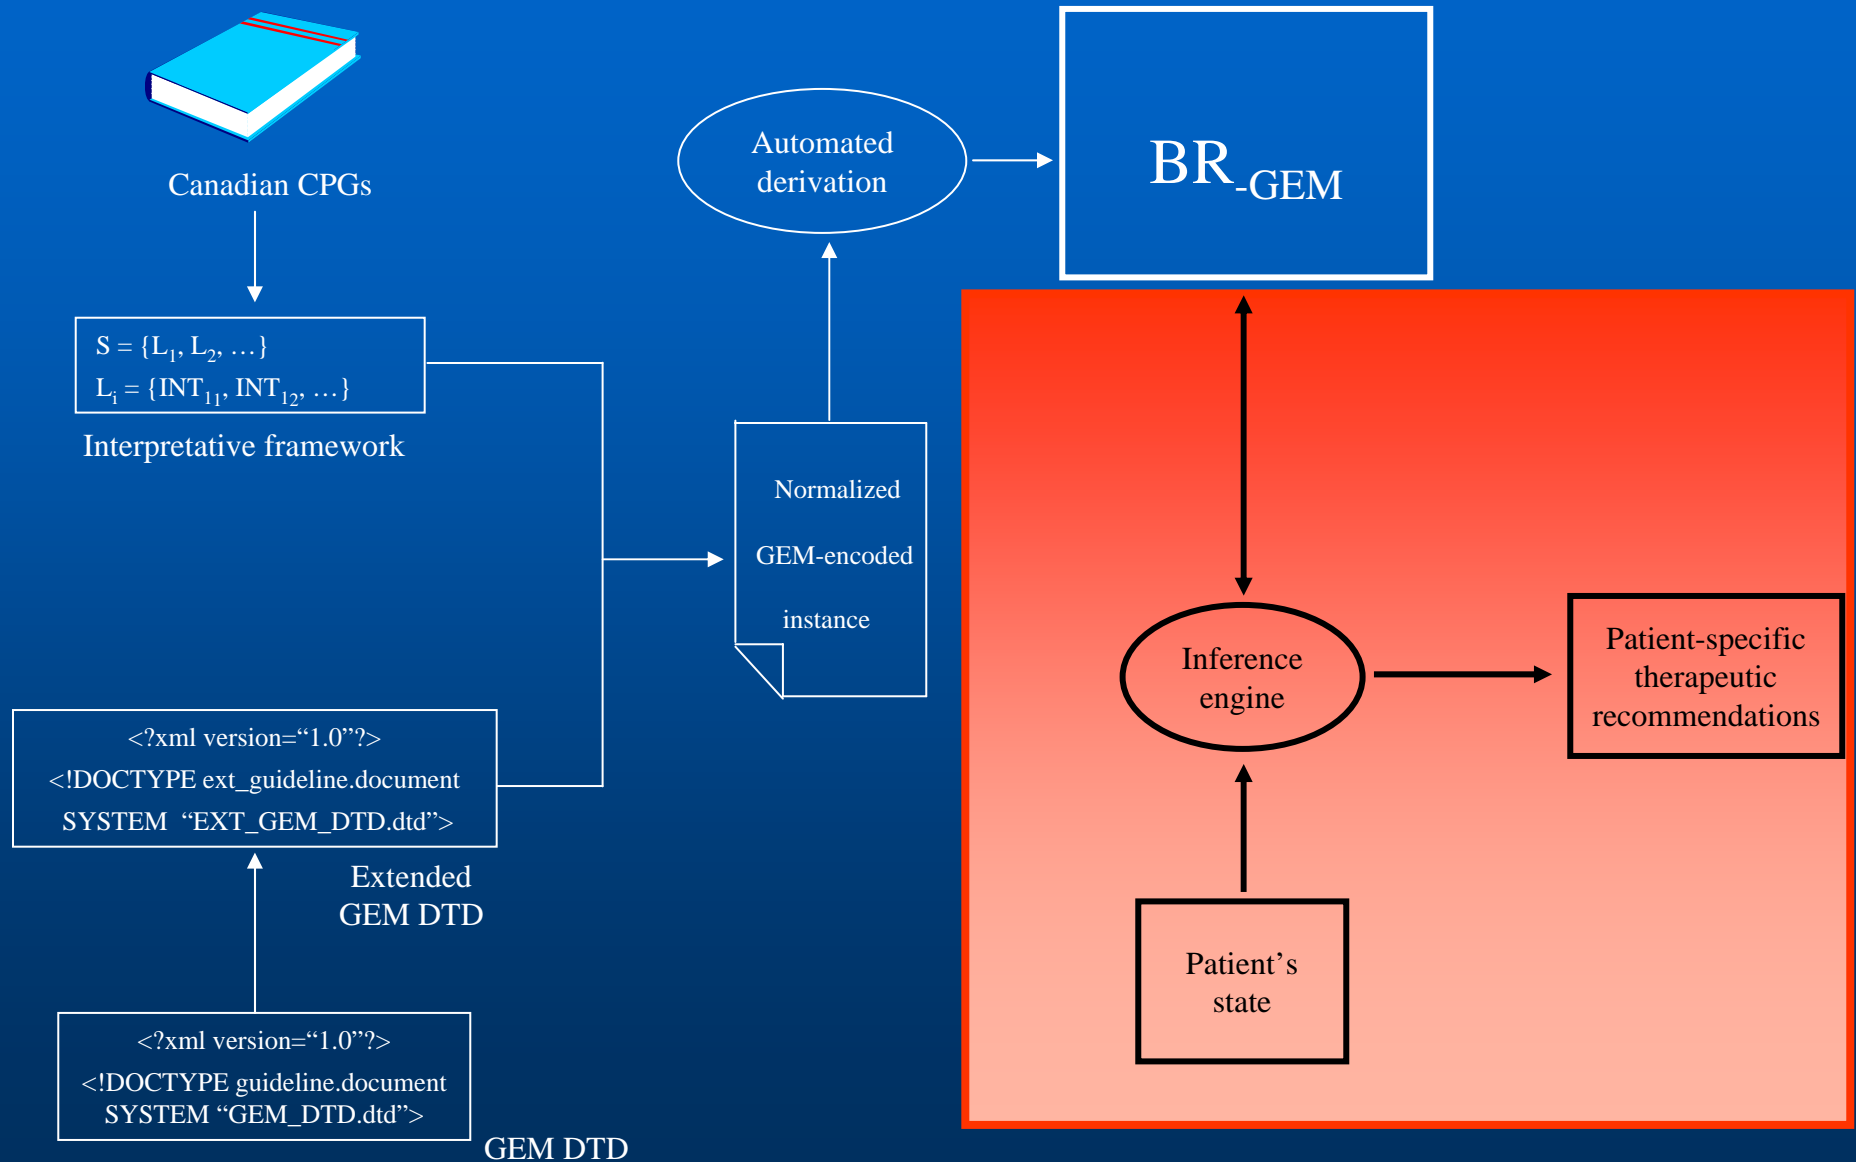 Canadian CPGs
S = {L1, L2, …}
Li = {INT11, INT12, …}
Interpretative framework
<?xml version=“1.0”?>
<!DOCTYPE ext_guideline.document
SYSTEM “EXT_GEM_DTD.dtd”>
Extended
GEM DTD
<?xml version=“1.0”?>
<!DOCTYPE guideline.document
SYSTEM “GEM_DTD.dtd”>
GEM DTD
Normalized
GEM-encoded
instance
Automated
derivation
BR-GEM
Inference
engine
Patient-specific
therapeutic
recommendations
Patient’s
state